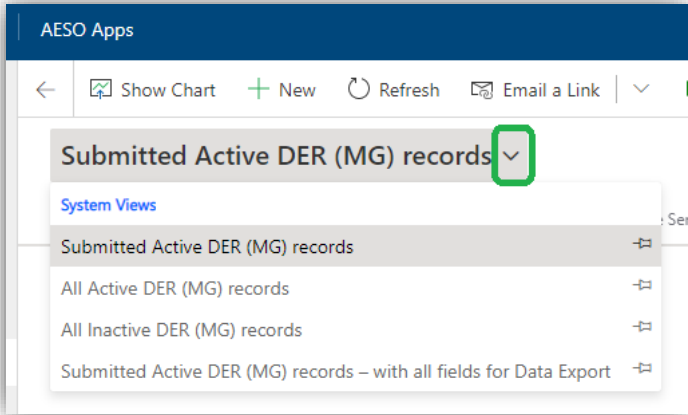 AESO Apps
Show Chart New Refresh Email a Link
Submitted Active DER (MG) records
System Views
Submitted Active DER (MG) records
All Active DER (MG) records
All Inactive DER (MG) records
Submitted Active DER (MG) records – with all fields for Data Export